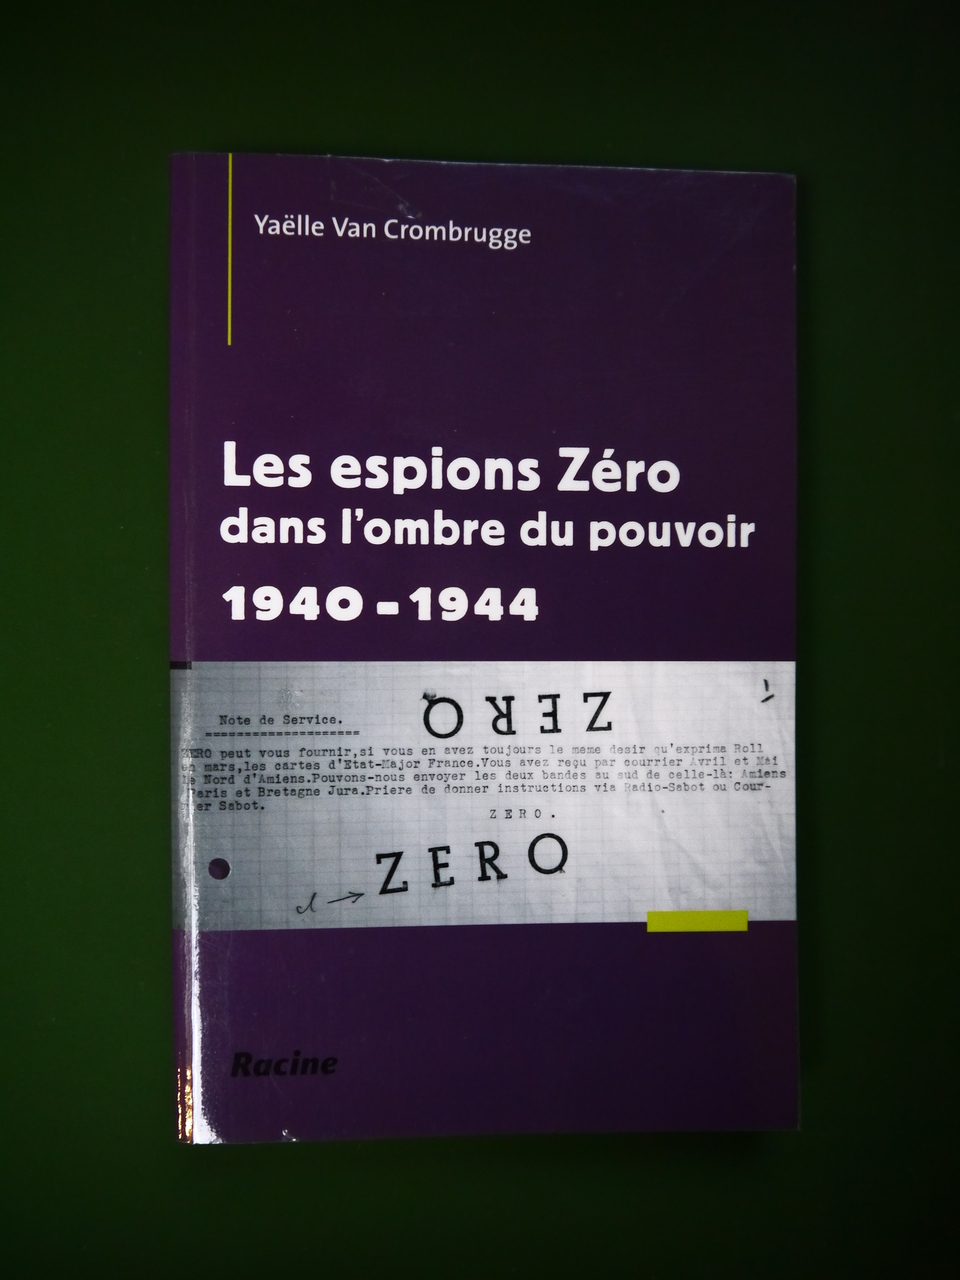 Yaëlle Van Crombrugge
Les espions Zéro
dans l'ombre du pouvoir
1940 - 1944
ZERO
Note de Service.
====================
ZERO peut vous fournir,si vous en avez toujours le meme desir qu'exprima Roll
en mars,les cartes d'Etat-Major France.Vous avez reçu par courrier Avril et Mai
le Nord d'Amiens.Pouvons-nous envoyer les deux bandes au sud de celle-là: Amiens
Paris et Bretagne Jura.Priere de donner instructions via Radio-Sabot ou Cour-
ier Sabot.
Z E R O .
ZERO
Racine